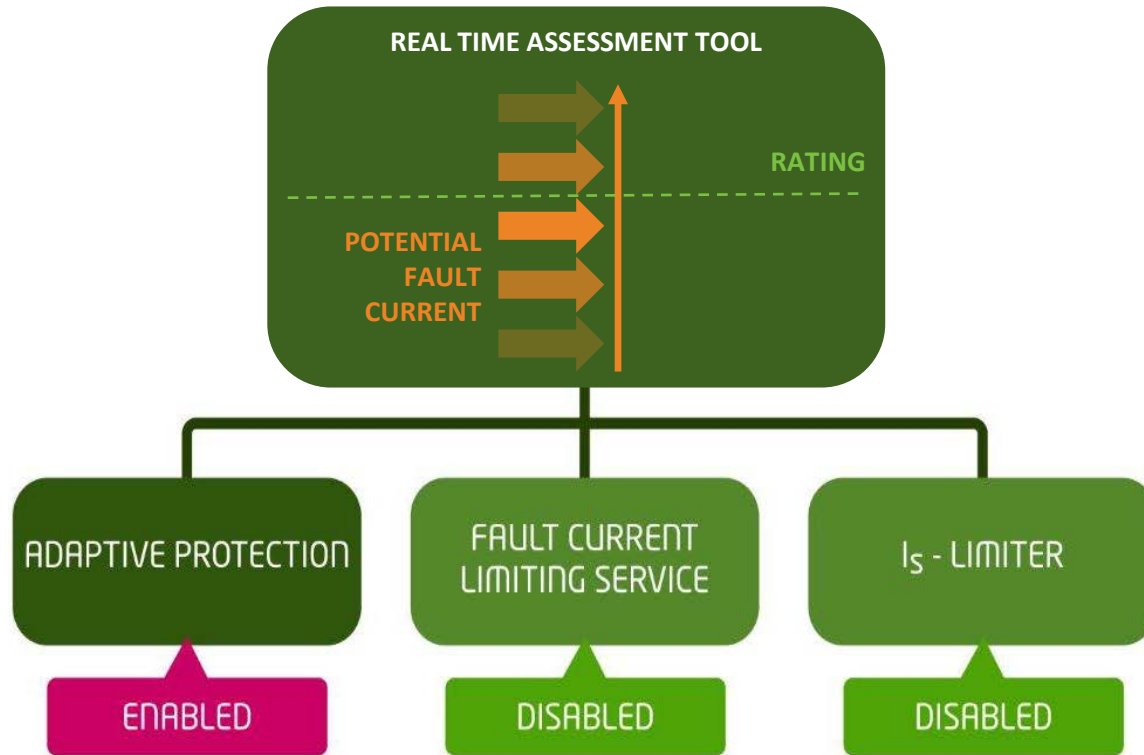 REAL TIME ASSESSMENT TOOL
RATING
POTENTIAL
FAULT
CURRENT
ADAPTIVE PROTECTION
FAULT CURRENT
LIMITING SERVICE
Is - LIMITER
ENABLED
DISABLED
DISABLED